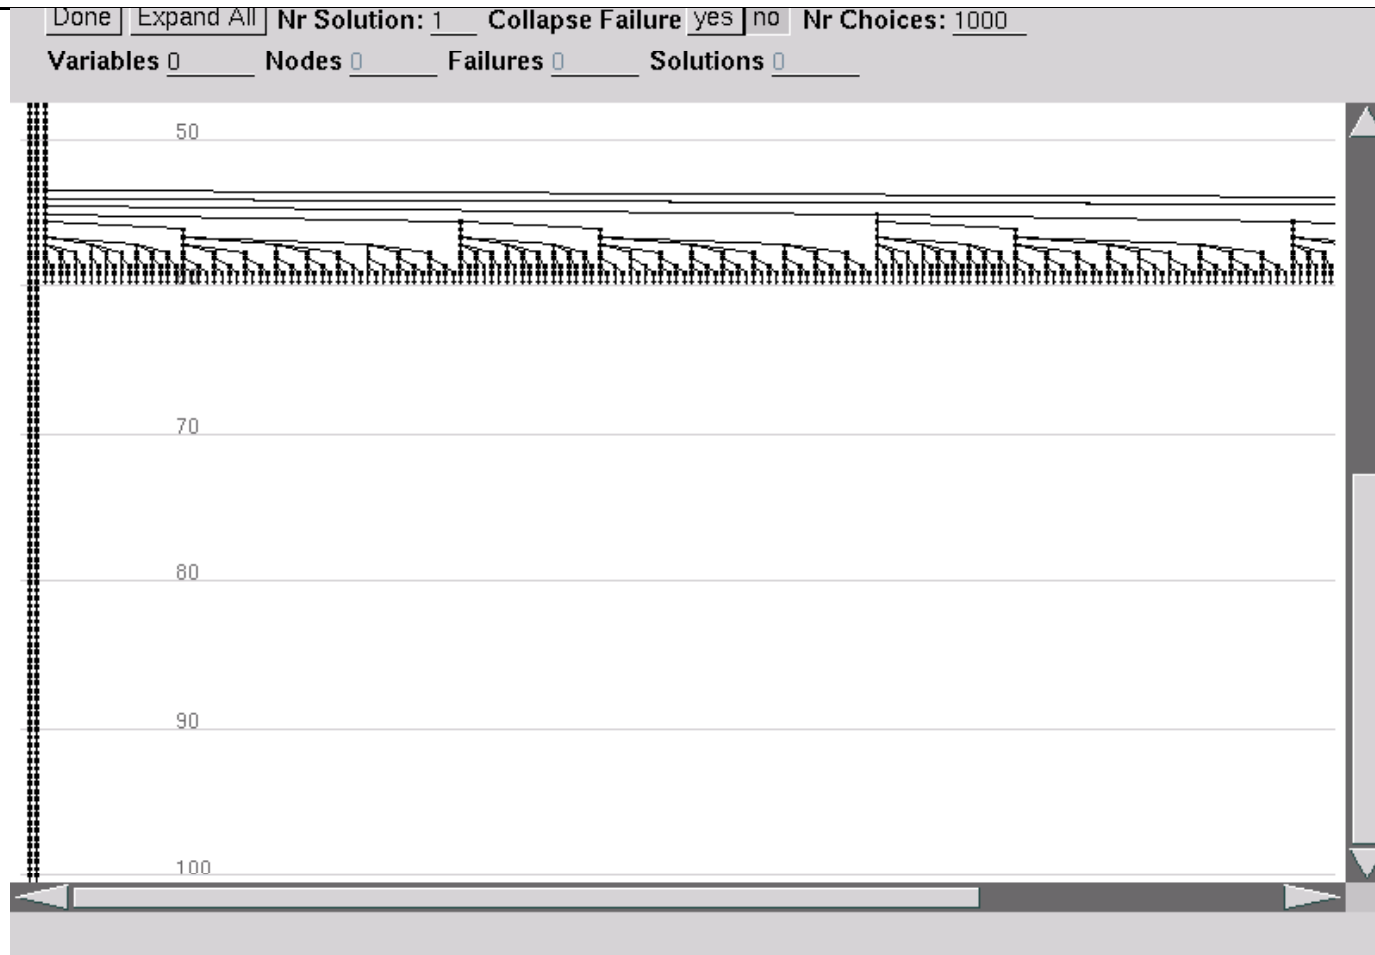 Done Expand All Nr Solution: 1 Collapse Failure yes no Nr Choices: 1000
Variables 0 Nodes 0 Failures 0 Solutions 0
50
70
80
90
100